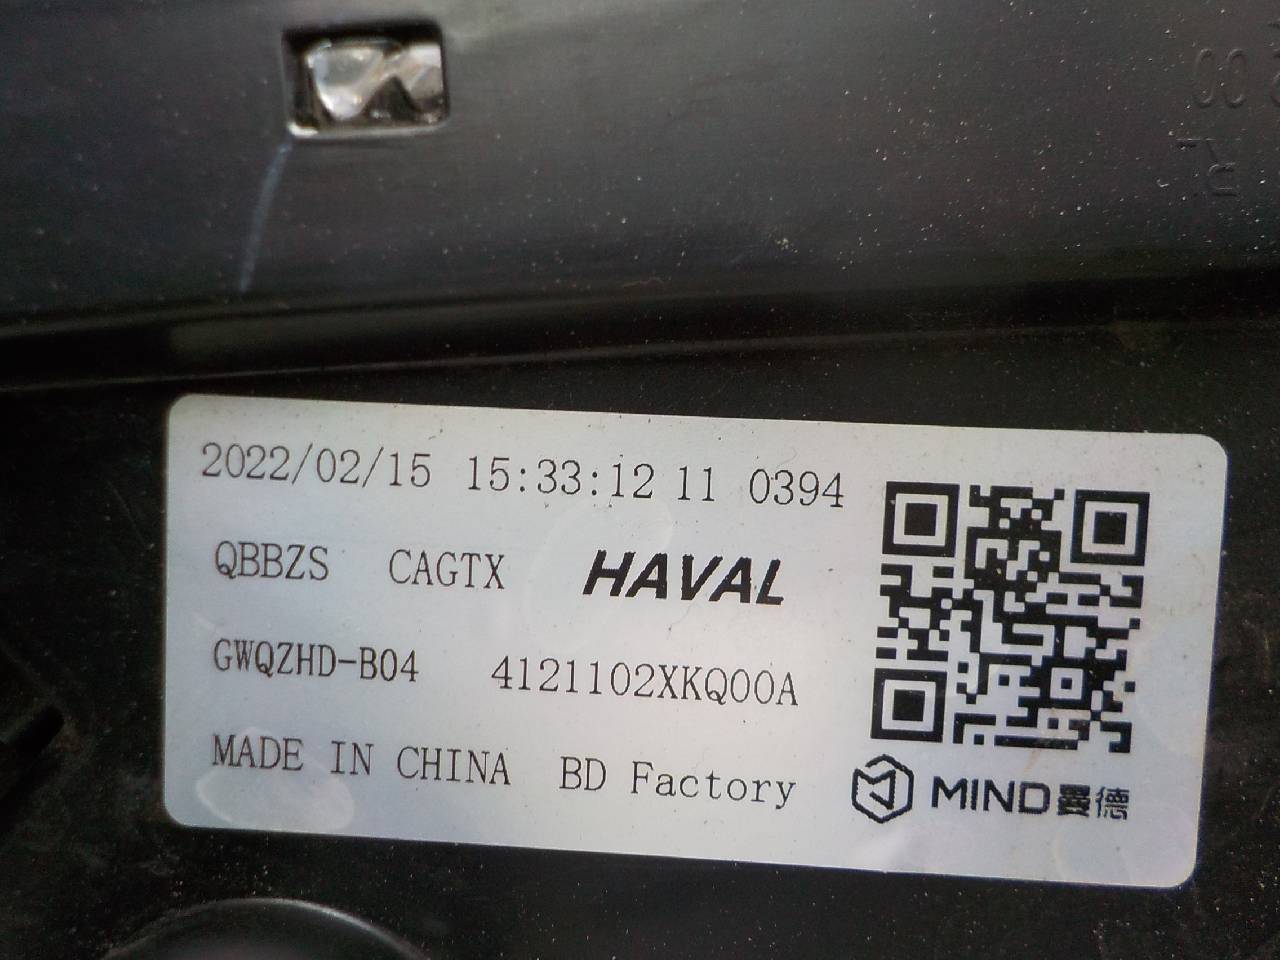 2022/02/15 15:33:12 11 0394
QBBZS CAGTX HAVAL
GWQZHD-B04 4121102XKQ00A
MADE IN CHINA BD Factory
MIND曼德